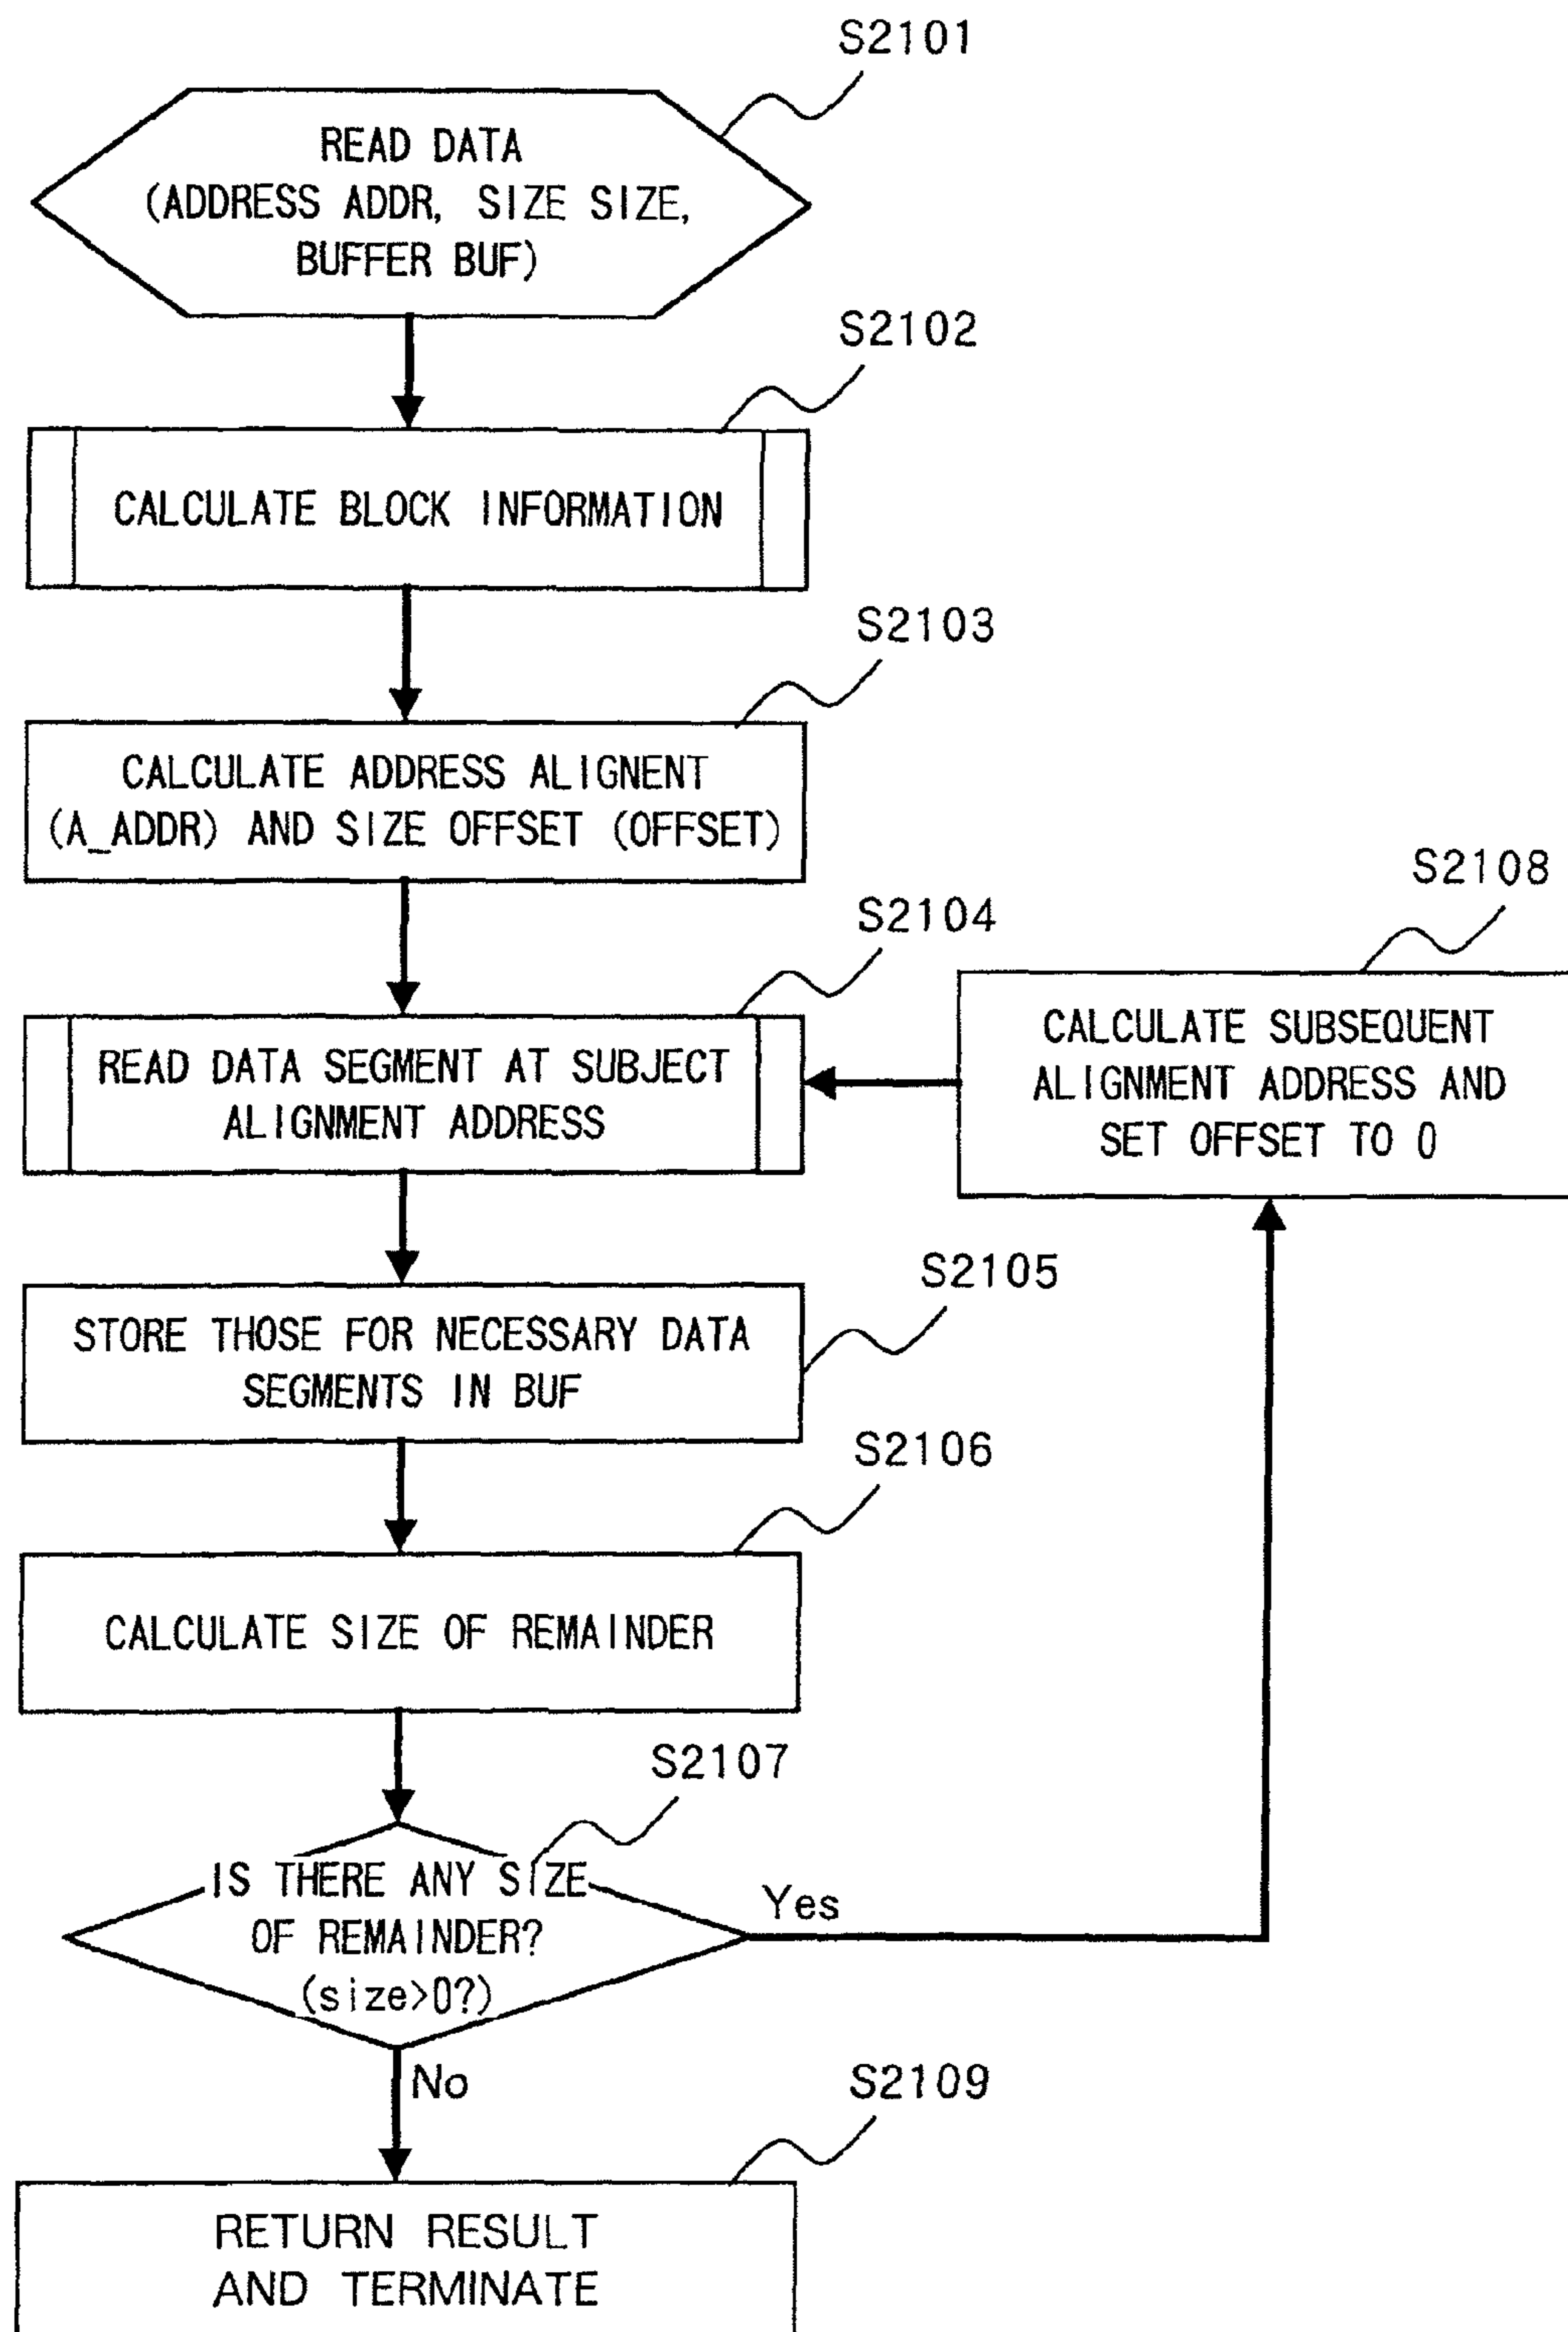 S2101
READ DATA
(ADDRESS ADDR, SIZE SIZE,
BUFFER BUF)
S2102
CALCULATE BLOCK INFORMATION
S2103
CALCULATE ADDRESS ALIGNENT
(A_ADDR) AND SIZE OFFSET (OFFSET)
S2104
READ DATA SEGMENT AT SUBJECT
ALIGNMENT ADDRESS
S2108
CALCULATE SUBSEQUENT
ALIGNMENT ADDRESS AND
SET OFFSET TO 0
S2105
STORE THOSE FOR NECESSARY DATA
SEGMENTS IN BUF
S2106
CALCULATE SIZE OF REMAINDER
S2107
IS THERE ANY SIZE
OF REMAINDER?
(size>0?)
Yes
No
S2109
RETURN RESULT
AND TERMINATE